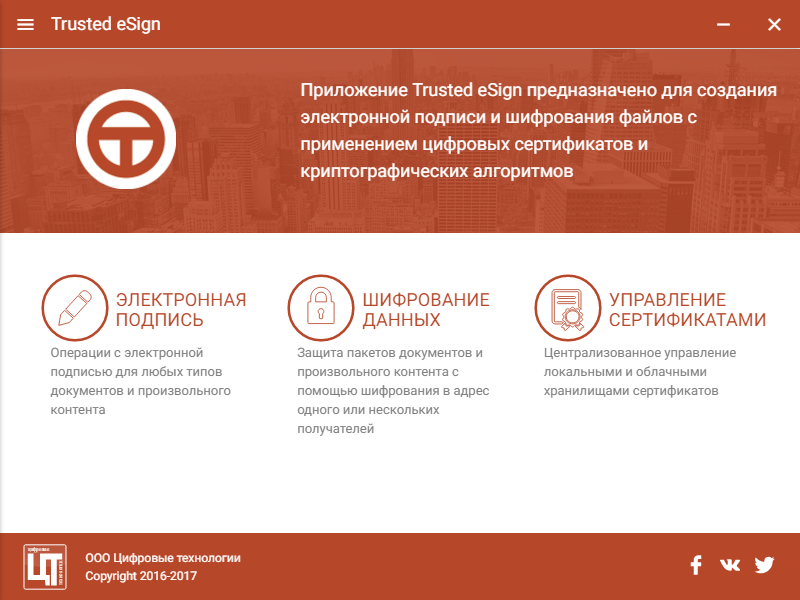 Trusted eSign
Приложение Trusted eSign предназначено для создания
электронной подписи и шифрования файлов с
применением цифровых сертификатов и
криптографических алгоритмов
ЭЛЕКТРОННАЯ
ПОДПИСЬ
Операции с электронной
подписью для любых типов
документов и произвольного
контента
ШИФРОВАНИЕ
ДАННЫХ
Защита пакетов документов и
произвольного контента с
помощью шифрования в адрес
одного или нескольких
получателей
УПРАВЛЕНИЕ
СЕРТИФИКАТАМИ
Централизованное управление
локальными и облачными
хранилищами сертификатов
цифровые
ЦТ
ООО Цифровые технологии
Copyright 2016-2017